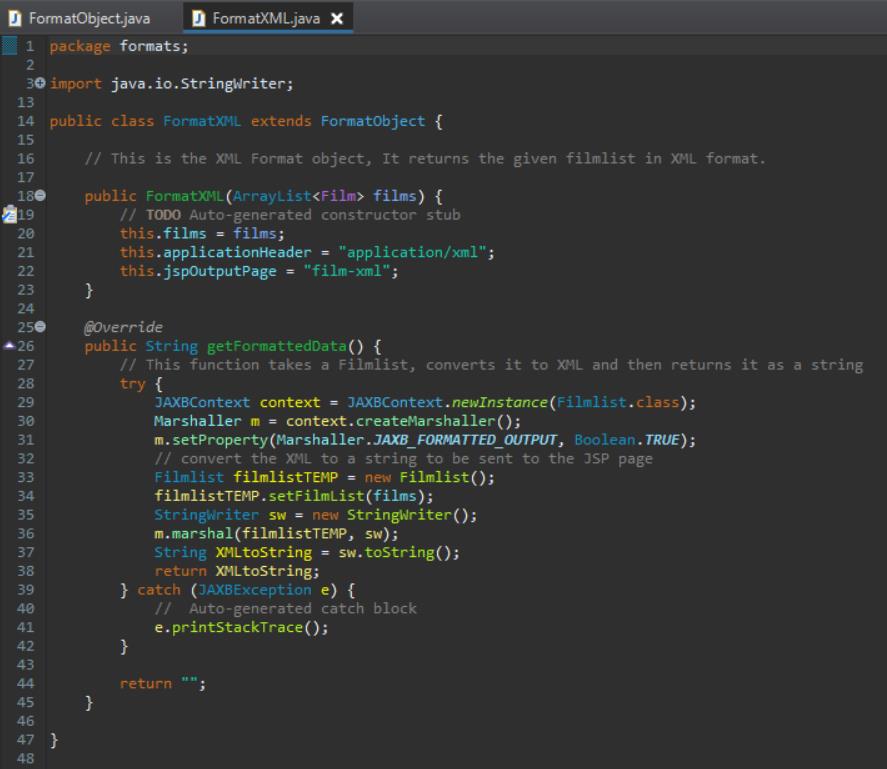 FormatObject.java FormatXML.java
1 package formats;
2
3 import java.io.StringWriter;
13
14 public class FormatXML extends FormatObject {
15
16     // This is the XML Format object, It returns the given filmlist in XML format.
17
18     public FormatXML(ArrayList<Film> films) {
19         // TODO Auto-generated constructor stub
20         this.films = films;
21         this.applicationHeader = "application/xml";
22         this.jspOutputPage = "film-xml";
23     }
24
25     @Override
26     public String getFormattedData() {
27         // This function takes a Filmlist, converts it to XML and then returns it as a string
28         try {
29             JAXBContext context = JAXBContext.newInstance(Filmlist.class);
30             Marshaller m = context.createMarshaller();
31             m.setProperty(Marshaller.JAXB_FORMATTED_OUTPUT, Boolean.TRUE);
32             // convert the XML to a string to be sent to the JSP page
33             Filmlist filmlistTEMP = new Filmlist();
34             filmlistTEMP.setFilmList(films);
35             StringWriter sw = new StringWriter();
36             m.marshal(filmlistTEMP, sw);
37             String XMLtoString = sw.toString();
38             return XMLtoString;
39         } catch (JAXBException e) {
40             //  Auto-generated catch block
41             e.printStackTrace();
42         }
43
44         return "";
45     }
46
47 }
48